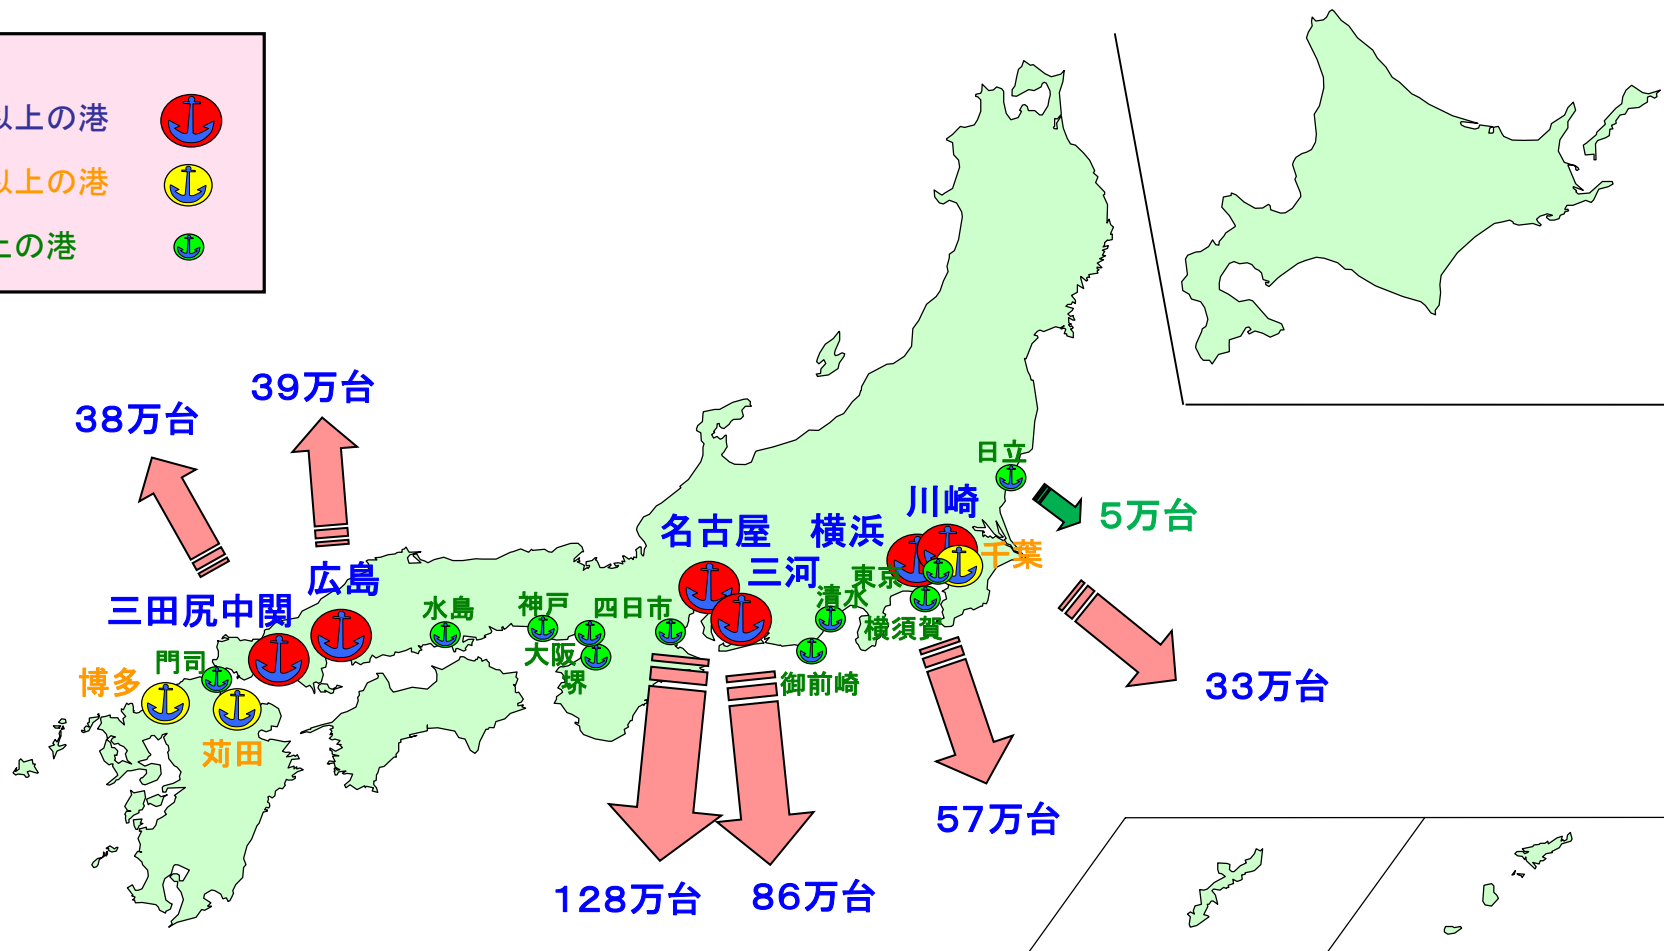 以上の港
以上の港
上の港
39万台
38万台
日立
川崎
5万台
名古屋
横浜
千葉
三河
東京
広島
清水
神戸
四日市
水島
三田尻中関
横須賀
大阪
門司
堺
博多
御前崎
33万台
苅田
57万台
128万台
86万台